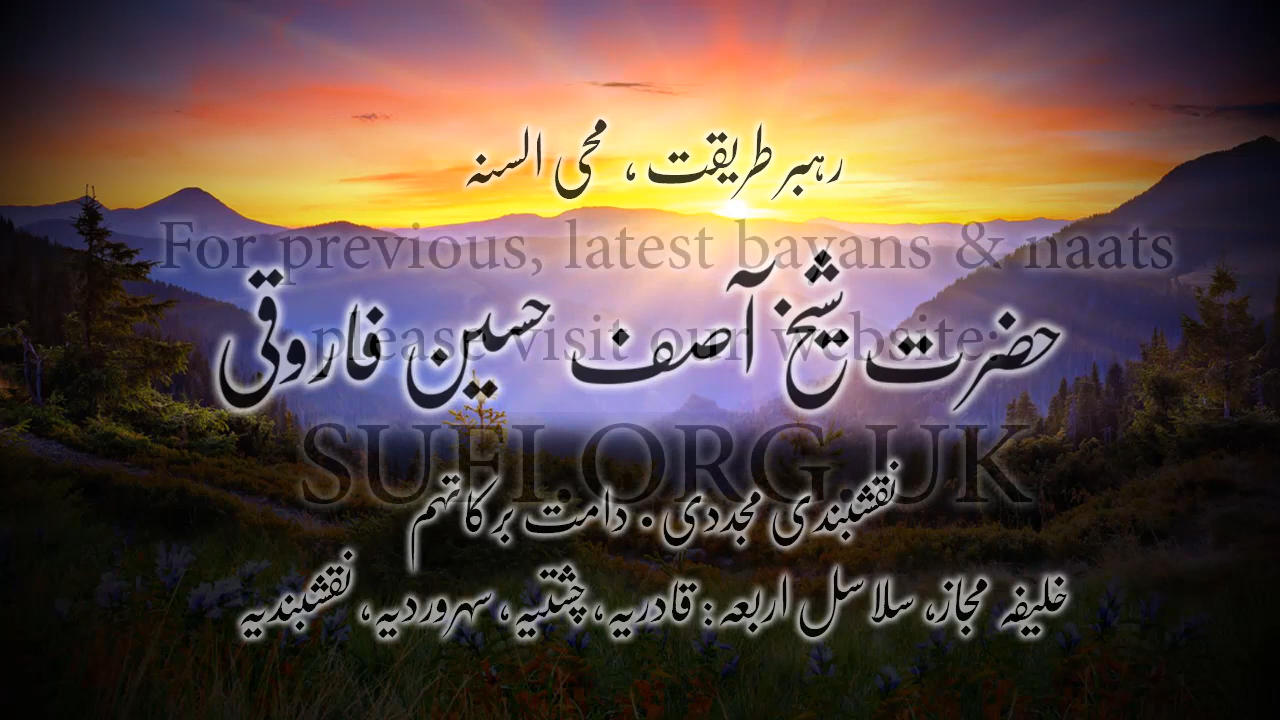 رہبر طریقت ، محی السنہ
For previous, latest bayans & naats
حضرت شیخ آصف حسین فاروقی
please visit our website:
SUFI.ORG.UK
نقشبندی مجددی . دامت برکاتہم
خلیفہ مجاز، سلاسل اربعہ: قادریہ، چشتیہ، سہروردیہ، نقشبندیہ